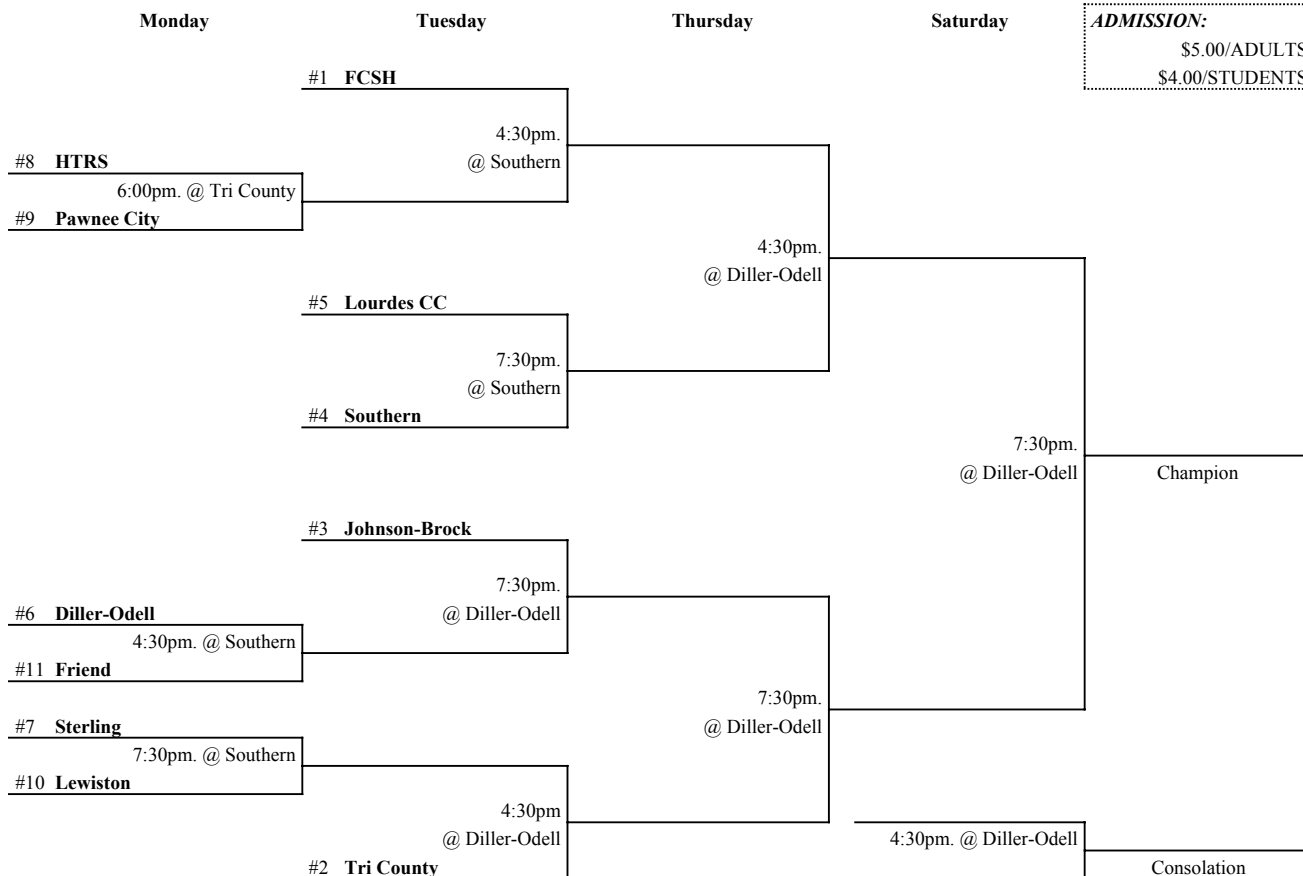 Monday Tuesday Thursday Saturday ADMISSION:
$5.00/ADULTS
#1 FCSH $4.00/STUDENTS
4:30pm.
#8 HTRS @ Southern
6:00pm. @ Tri County
#9 Pawnee City
4:30pm.
@ Diller-Odell
#5 Lourdes CC
7:30pm.
@ Southern
#4 Southern
7:30pm.
@ Diller-Odell Champion
#3 Johnson-Brock
7:30pm.
#6 Diller-Odell @ Diller-Odell
4:30pm. @ Southern
#11 Friend
7:30pm.
#7 Sterling @ Diller-Odell
7:30pm. @ Southern
#10 Lewiston
4:30pm
@ Diller-Odell 4:30pm. @ Diller-Odell
#2 Tri County Consolation